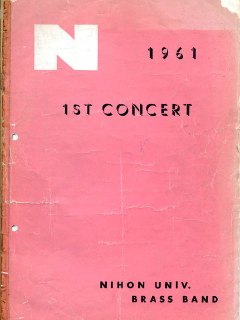 N
1961
1ST CONCERT
NIHON UNIV.
BRASS BAND